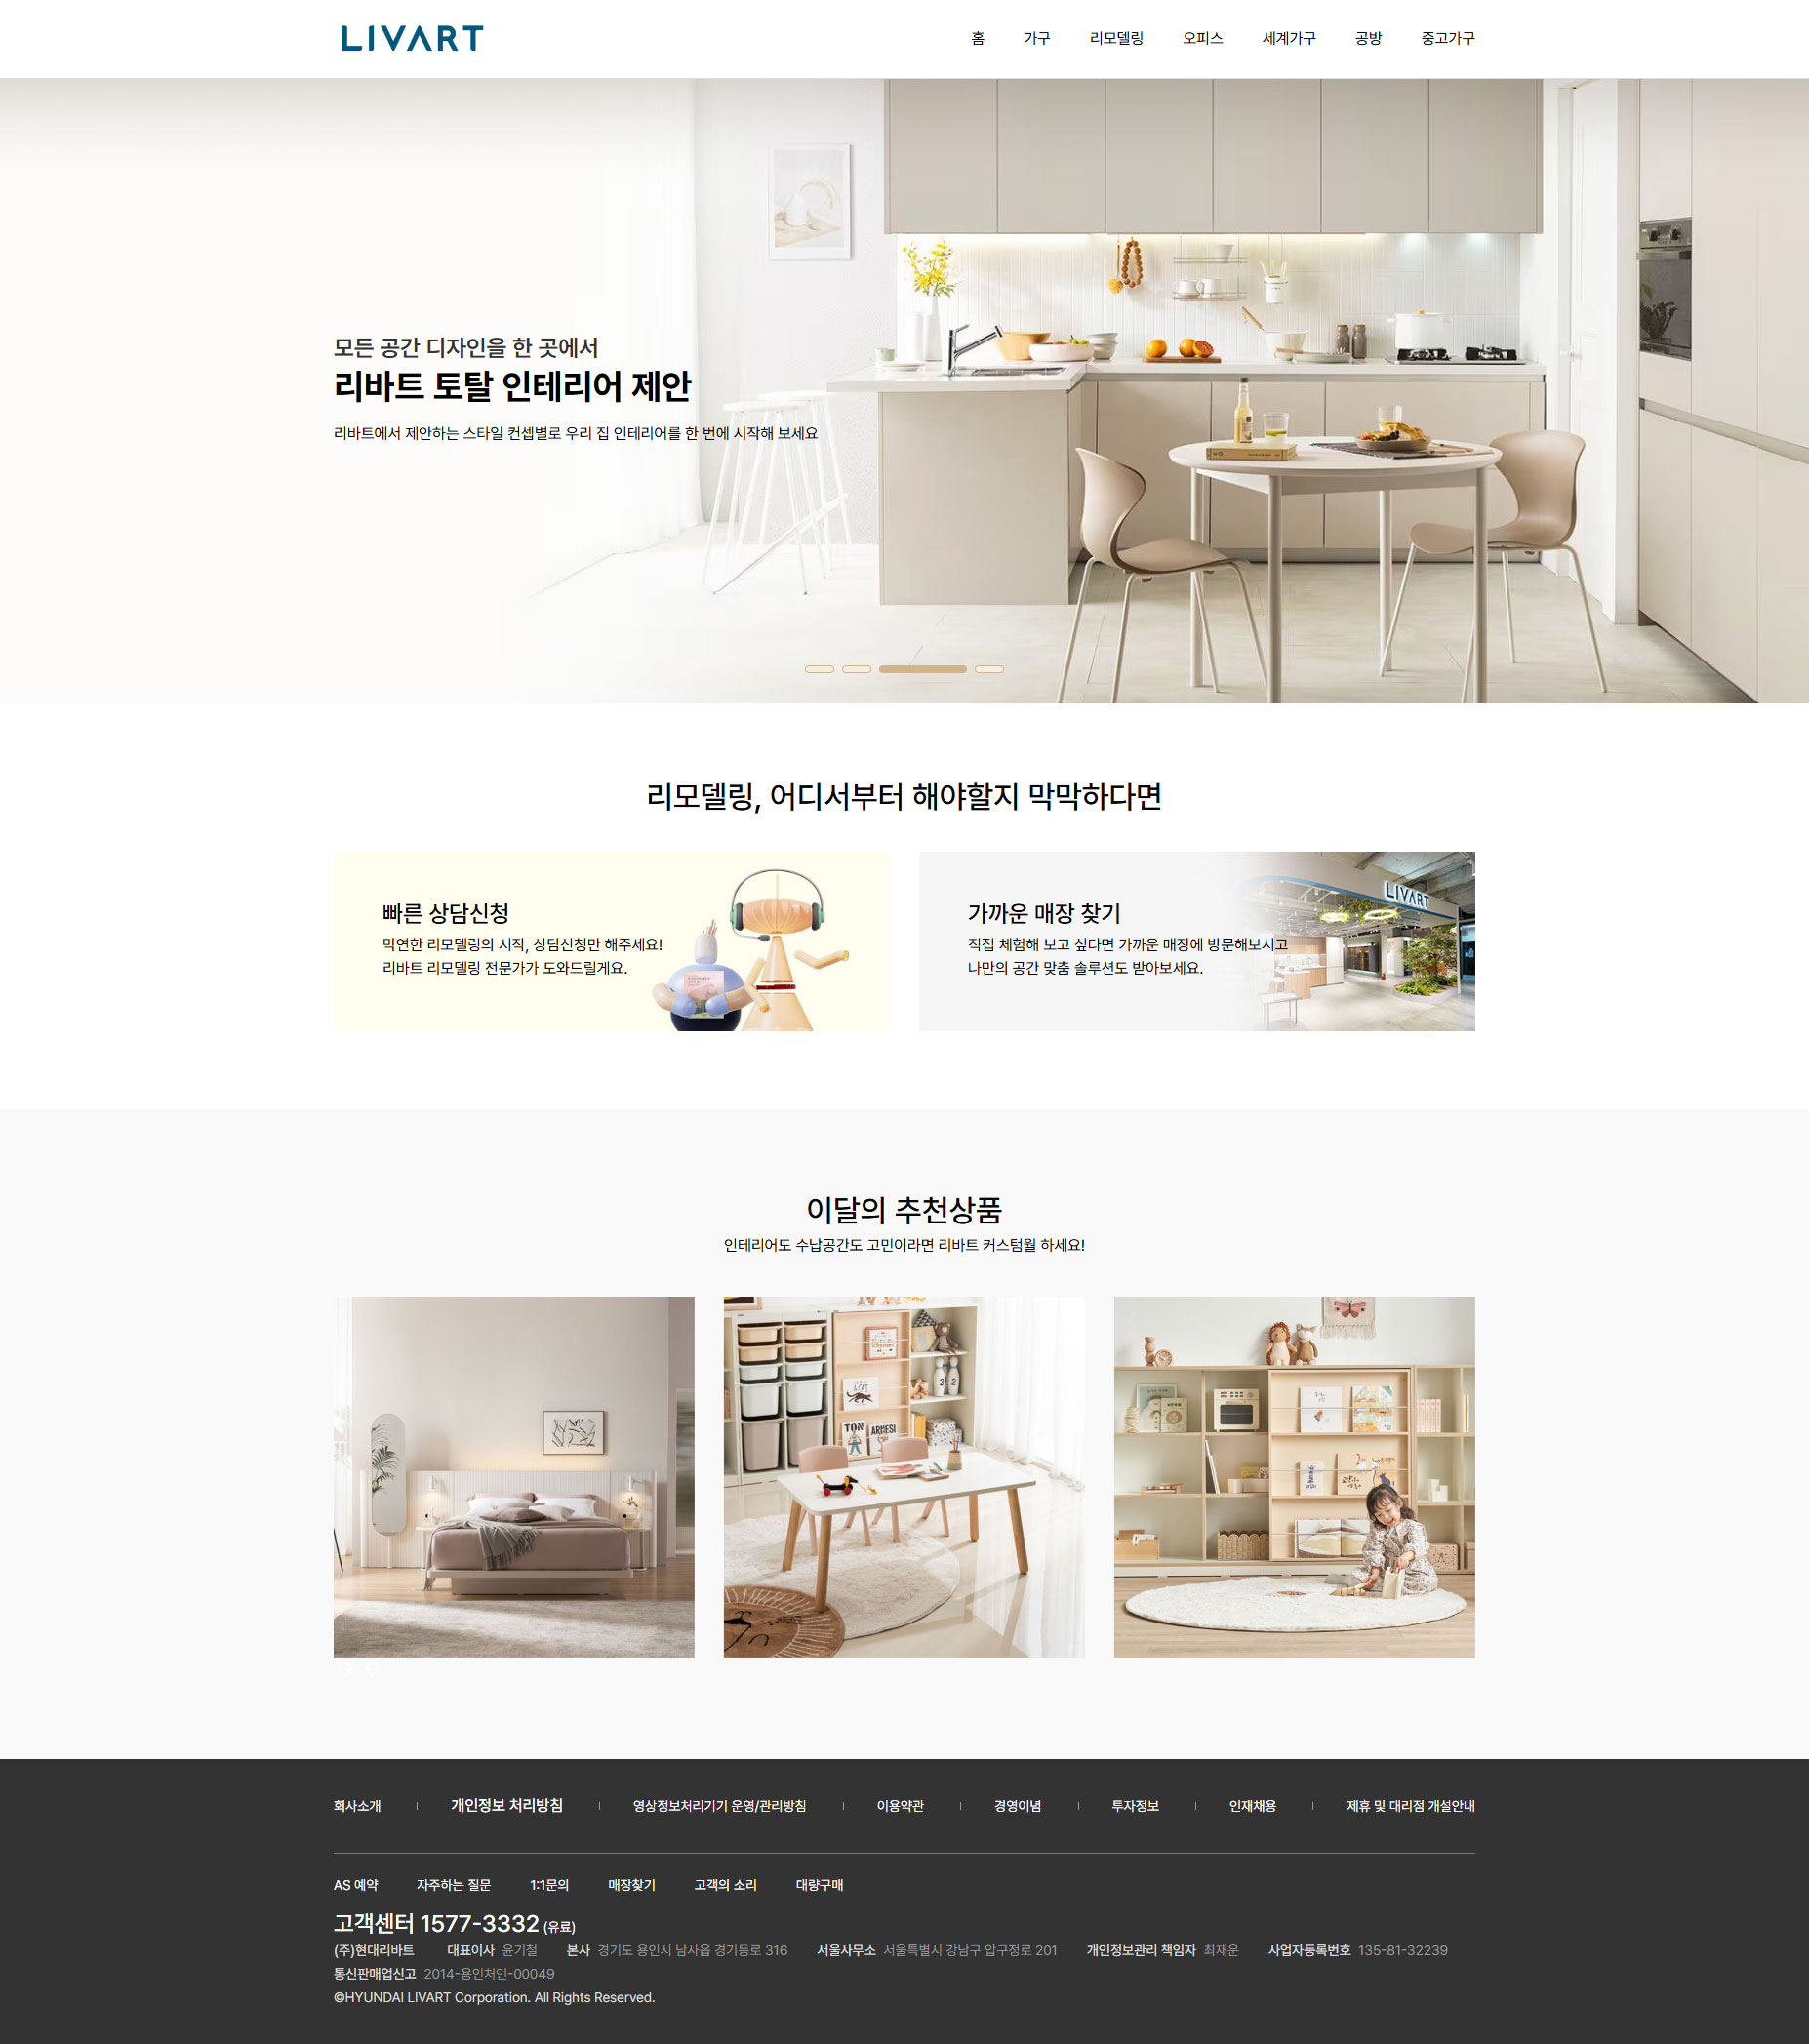 LIVART
홈 가구 리모델링 오피스 세계가구 공방 중고가구
모든 공간 디자인을 한 곳에서
리바트 토탈 인테리어 제안
리바트에서 제안하는 스타일 컨셉별로 우리 집 인테리어를 한 번에 시작해 보세요
리모델링, 어디서부터 해야할지 막막하다면
빠른 상담신청
막연한 리모델링의 시작, 상담신청만 해주세요!
리바트 리모델링 전문가가 도와드릴게요.
가까운 매장 찾기
직접 체험해 보고 싶다면 가까운 매장에 방문해보시고
나만의 공간 맞춤 솔루션도 받아보세요.
LIVART
이달의 추천상품
인테리어도 수납공간도 고민이라면 리바트 커스텀월 하세요!
TON ARMESI
회사소개 개인정보 처리방침 영상정보처리기기 운영/관리방침 이용약관 경영이념 투자정보 인재채용 제휴 및 대리점 개설안내
AS 예약 자주하는 질문 1:1문의 매장찾기 고객의 소리 대량구매
고객센터 1577-3332 (유료)
(주)현대리바트 대표이사 윤기철 본사 경기도 용인시 남사읍 경기동로 316 서울사무소 서울특별시 강남구 압구정로 201 개인정보관리 책임자 최재운 사업자등록번호 135-81-32239
통신판매업신고 2014-용인처인-00049
©HYUNDAI LIVART Corporation. All Rights Reserved.